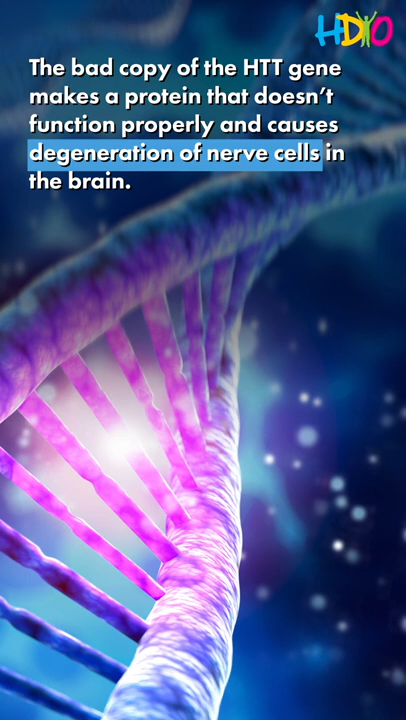 HDYO
The bad copy of the HTT gene
makes a protein that doesn’t
function properly and causes
degeneration of nerve cells in
the brain.